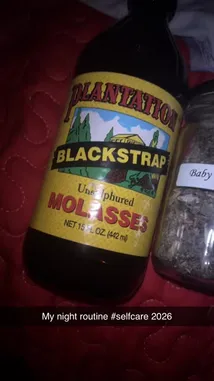 PLANTATION
BLACKSTRAP
Unsulphured
MOLASSES
NET 15 FL. OZ. (442 ml)
Baby
My night routine #selfcare 2026